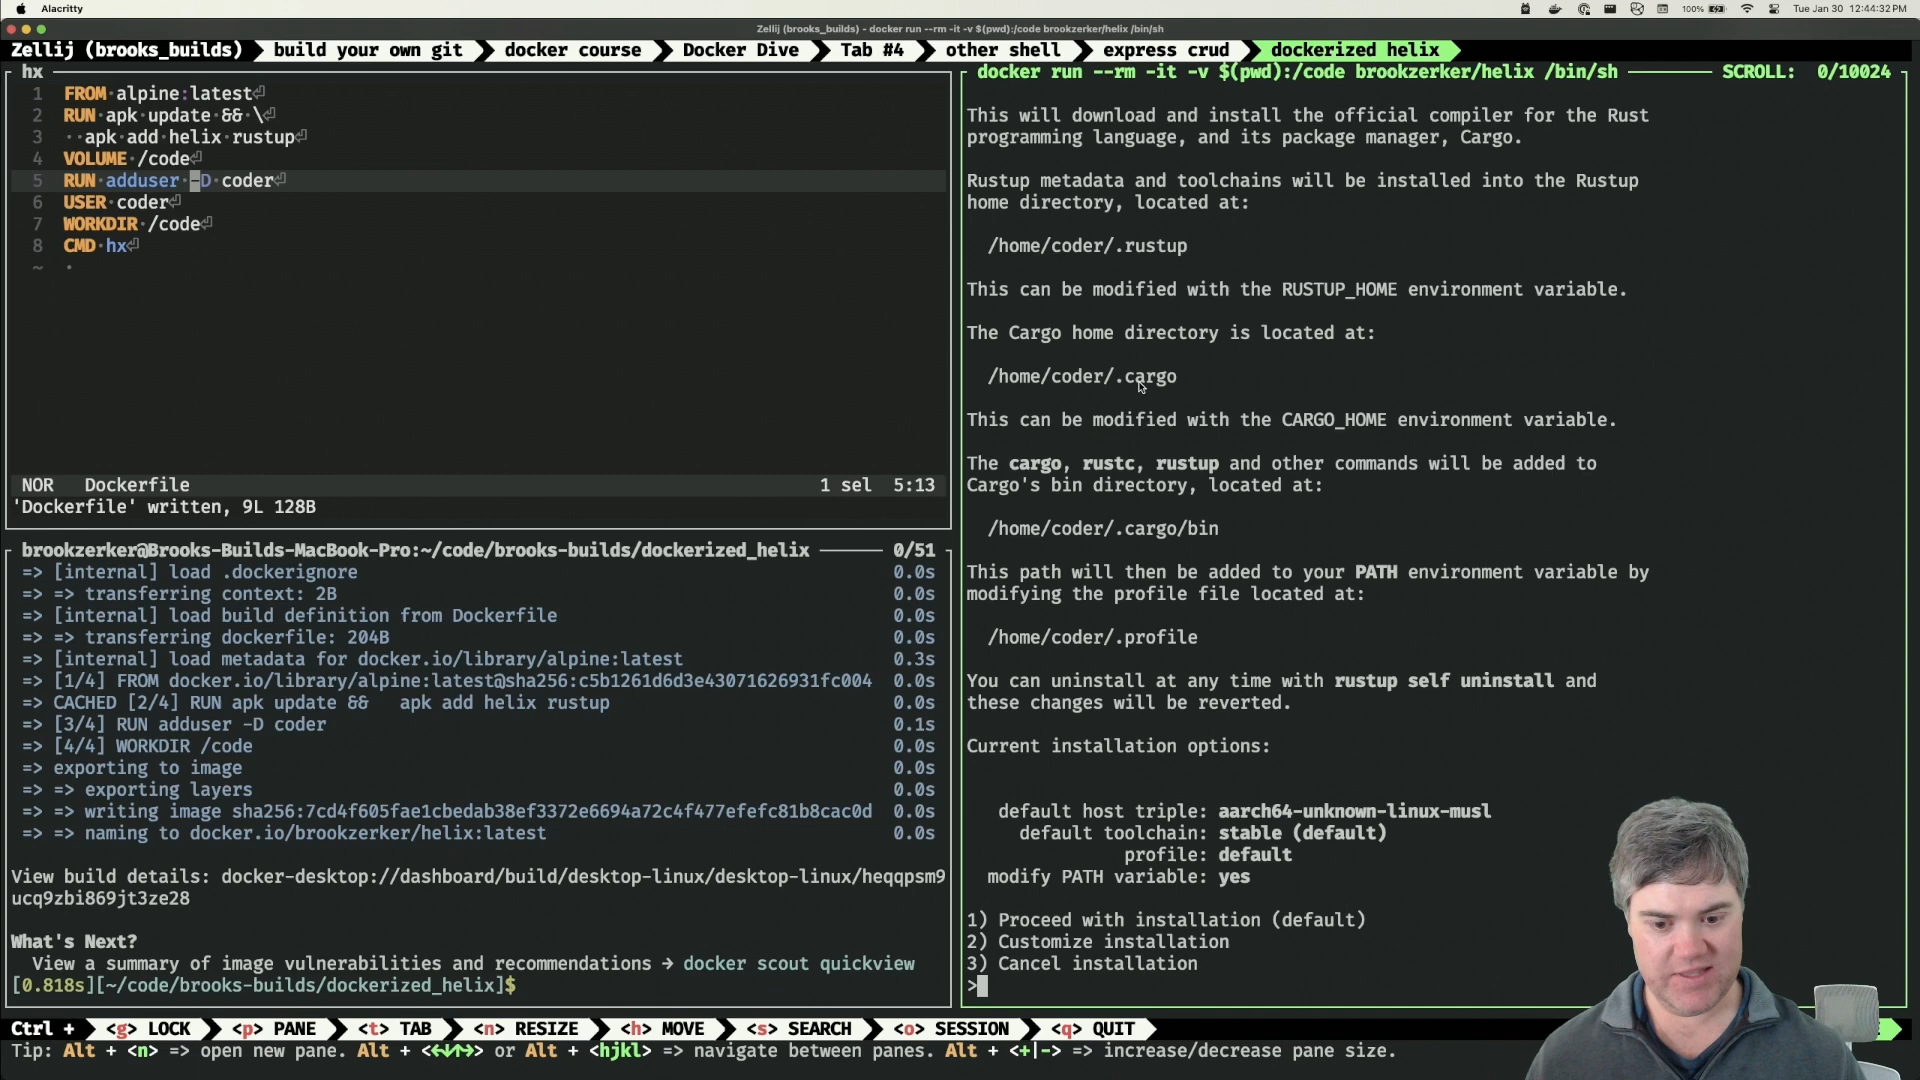 Alacritty
100%
Tue Jan 30 12:44:32 PM
Zellij (brooks_builds) - docker run --rm -it -v $(pwd):/code brookzerker/helix /bin/sh
Zellij (brooks_builds) build your own git docker course Docker Dive Tab #4 other shell express crud dockerized helix
hx
1 FROM·alpine:latest⏎
2 RUN·apk·update·&&·\⏎
3 ··apk·add·helix·rustup⏎
4 VOLUME·/code⏎
5 RUN·adduser·-D·coder⏎
6 USER·coder⏎
7 WORKDIR·/code⏎
8 CMD·hx⏎
~ ·
NOR Dockerfile 1 sel 5:13
'Dockerfile' written, 9L 128B
brookzerker@Brooks-Builds-MacBook-Pro:~/code/brooks-builds/dockerized_helix 0/51
=> [internal] load .dockerignore 0.0s
=> => transferring context: 2B 0.0s
=> [internal] load build definition from Dockerfile 0.0s
=> => transferring dockerfile: 204B 0.0s
=> [internal] load metadata for docker.io/library/alpine:latest 0.3s
=> [1/4] FROM docker.io/library/alpine:latest@sha256:c5b1261d6d3e43071626931fc004 0.0s
=> CACHED [2/4] RUN apk update && apk add helix rustup 0.0s
=> [3/4] RUN adduser -D coder 0.1s
=> [4/4] WORKDIR /code 0.0s
=> exporting to image 0.0s
=> => exporting layers 0.0s
=> => writing image sha256:7cd4f605fae1cbedab38ef3372e6694a72c4f477efefc81b8cac0d 0.0s
=> => naming to docker.io/brookzerker/helix:latest 0.0s
View build details: docker-desktop://dashboard/build/desktop-linux/desktop-linux/heqqpsm9
ucq9zbi869jt3ze28
What's Next?
View a summary of image vulnerabilities and recommendations → docker scout quickview
[0.818s][~/code/brooks-builds/dockerized_helix]$
docker run --rm -it -v $(pwd):/code brookzerker/helix /bin/sh SCROLL: 0/10024
This will download and install the official compiler for the Rust
programming language, and its package manager, Cargo.
Rustup metadata and toolchains will be installed into the Rustup
home directory, located at:
/home/coder/.rustup
This can be modified with the RUSTUP_HOME environment variable.
The Cargo home directory is located at:
/home/coder/.cargo
This can be modified with the CARGO_HOME environment variable.
The cargo, rustc, rustup and other commands will be added to
Cargo's bin directory, located at:
/home/coder/.cargo/bin
This path will then be added to your PATH environment variable by
modifying the profile file located at:
/home/coder/.profile
You can uninstall at any time with rustup self uninstall and
these changes will be reverted.
Current installation options:
default host triple: aarch64-unknown-linux-musl
default toolchain: stable (default)
profile: default
modify PATH variable: yes
1) Proceed with installation (default)
2) Customize installation
3) Cancel installation
>
Ctrl + <g> LOCK <p> PANE <t> TAB <n> RESIZE <h> MOVE <s> SEARCH <o> SESSION <q> QUIT
Tip: Alt + <n> => open new pane. Alt + <←↓↑→> or Alt + <hjkl> => navigate between panes. Alt + <+|-> => increase/decrease pane size.